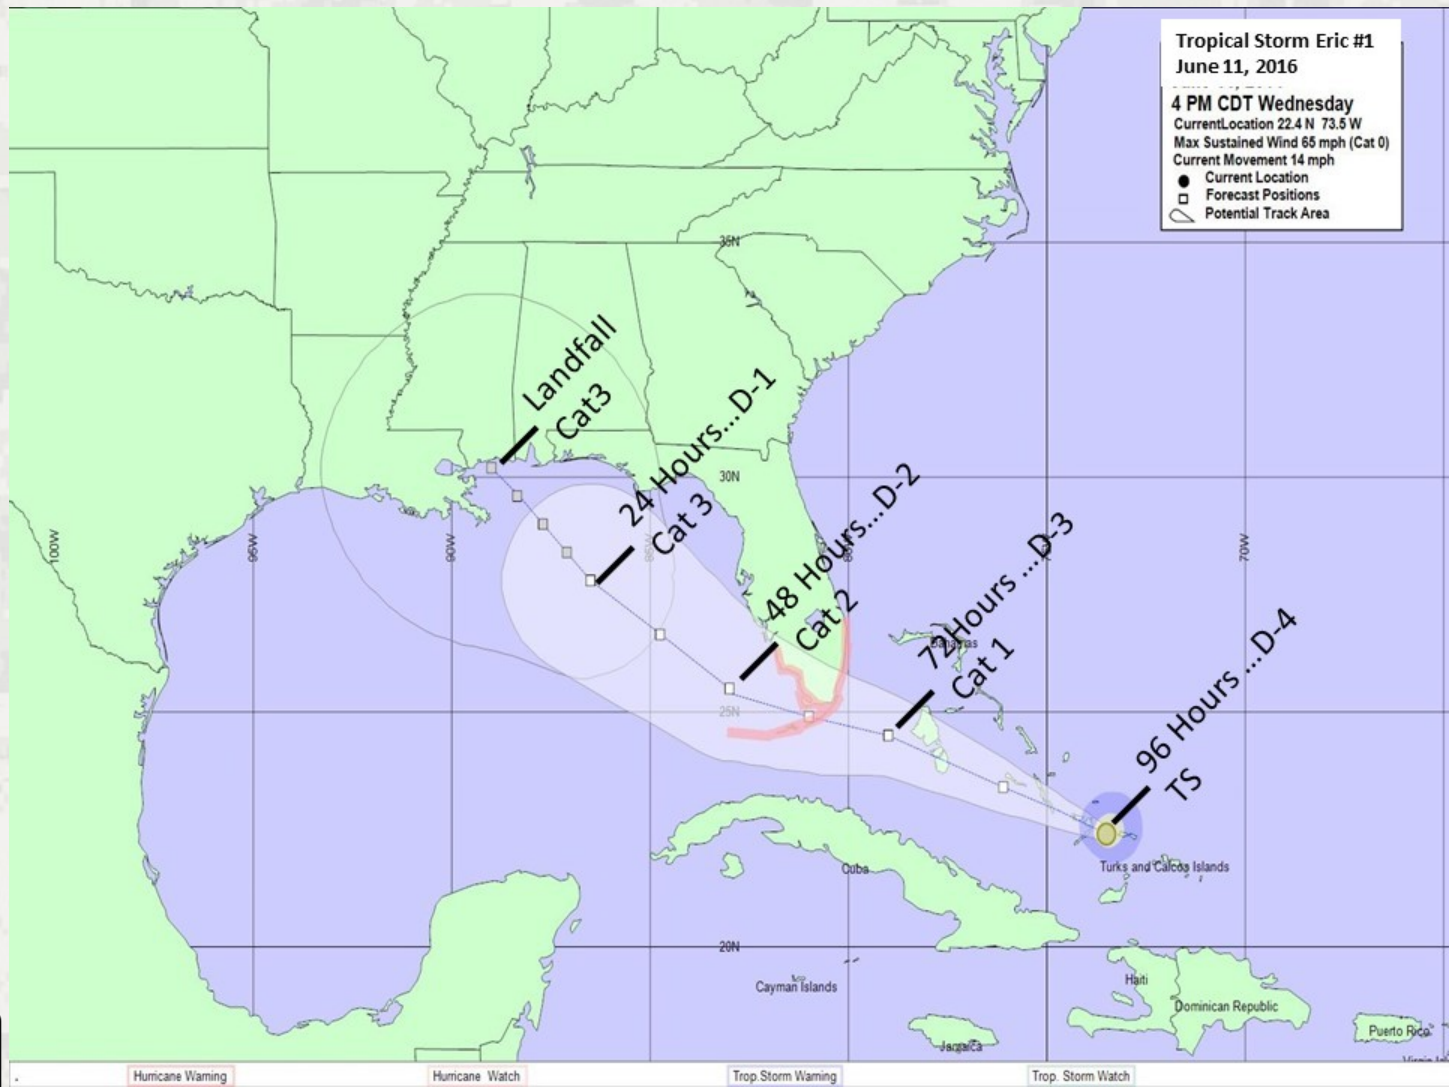 Tropical Storm Eric #1
June 11, 2016
4 PM CDT Wednesday
CurrentLocation 22.4 N 73.5 W
Max Sustained Wind 65 mph (Cat 0)
Current Movement 14 mph
Current Location
Forecast Positions
Potential Track Area
35N
Landfall
Cat3
24 Hours...D-1
Cat 3
30N
48 Hours...D-2
Cat 2
100W
95W
90W
85W
70W
72Hours ...D-3
Cat 1
Bahamas
96 Hours ...D-4
TS
25N
Turks and Caicos Islands
Cuba
20N
Cayman Islands
Haiti
Dominican Republic
Jamaica
Puerto Rico
Hurricane Warning
Hurricane Watch
Trop.Storm Warning
Trop. Storm Watch